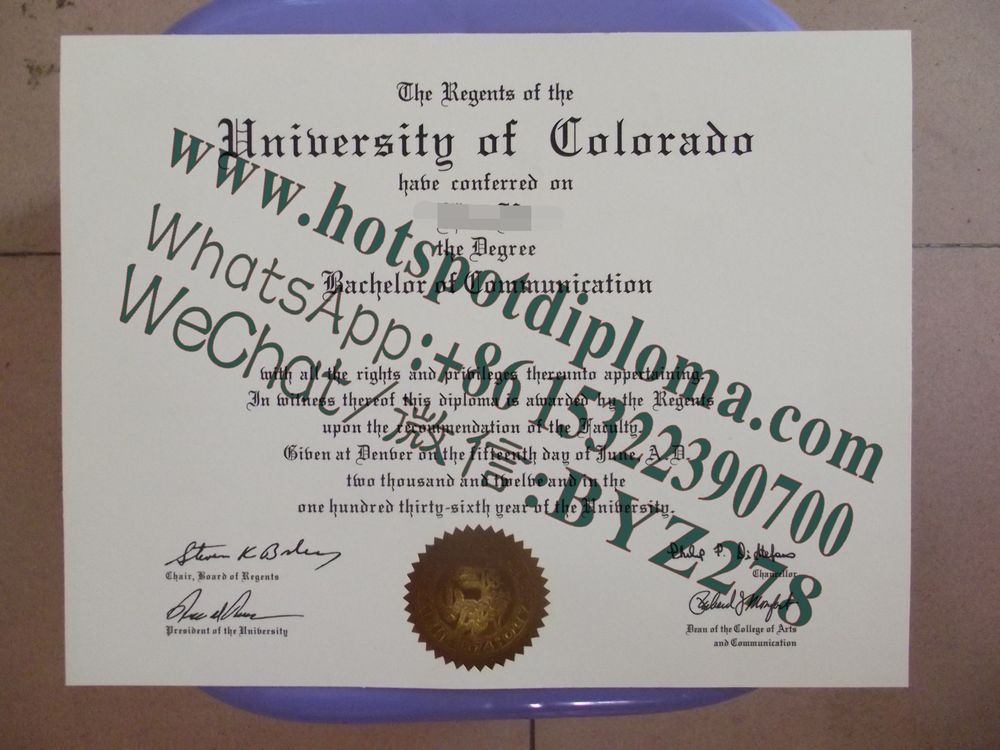 The Regents of the
University of Colorado
have conferred on
the Degree
Bachelor of Communication
with all the rights and privileges thereunto appertaining.
In witness thereof this diploma is awarded by the Regents
upon the recommendation of the Faculty.
Given at Denver on the fifteenth day of June, A.D.
two thousand and twelve and in the
one hundred thirty-sixth year of the University.
Chair, Board of Regents
President of the University
Philip P. DiStefano
Chancellor
Dean of the College of Arts
and Communication
www.hotspotdiploma.com
WhatsApp:+86 15322390700
WeChat/微信:BYZ278